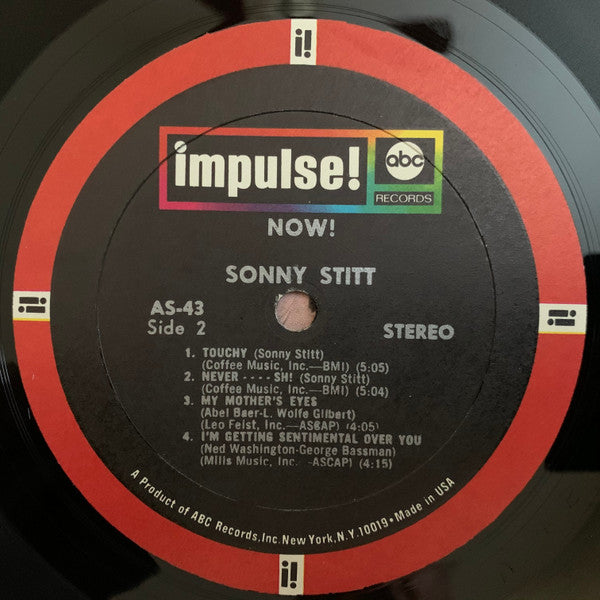 i!
impulse!
abc
RECORDS
NOW!
SONNY STITT
AS-43
Side 2
STEREO
1. TOUCHY (Sonny Stitt)
(Coffee Music, Inc.—BMI) (5:05)
2. NEVER ---- SH! (Sonny Stitt)
(Coffee Music, Inc.—BMI) (5:04)
3. MY MOTHER'S EYES
(Abel Baer-L. Wolfe Gilbert)
(Leo Feist, Inc.—ASCAP) (4:05)
4. I'M GETTING SENTIMENTAL OVER YOU
(Ned Washington-George Bassman)
(Mills Music, Inc.—ASCAP) (4:15)
A Product of ABC Records, Inc. New York, N.Y. 10019 • Made in USA
i!
i!
i!